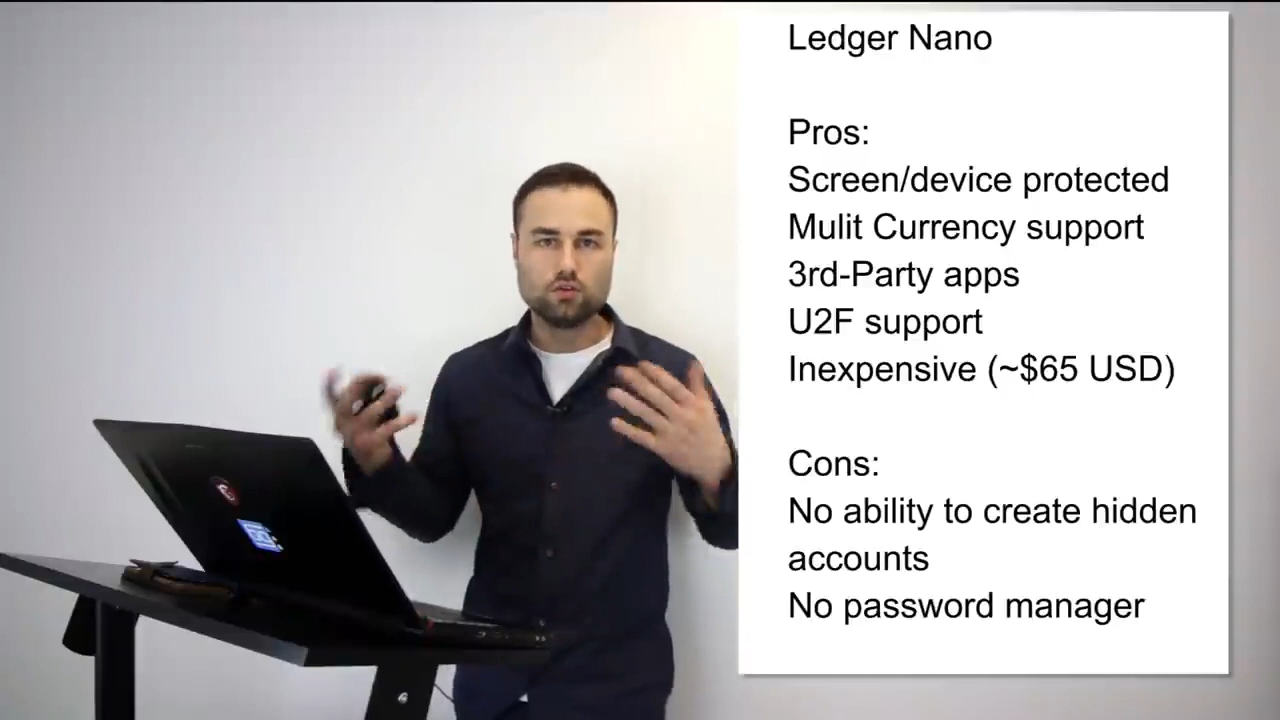 Ledger Nano
Pros:
Screen/device protected
Mulit Currency support
3rd-Party apps
U2F support
Inexpensive (~$65 USD)
Cons:
No ability to create hidden
accounts
No password manager